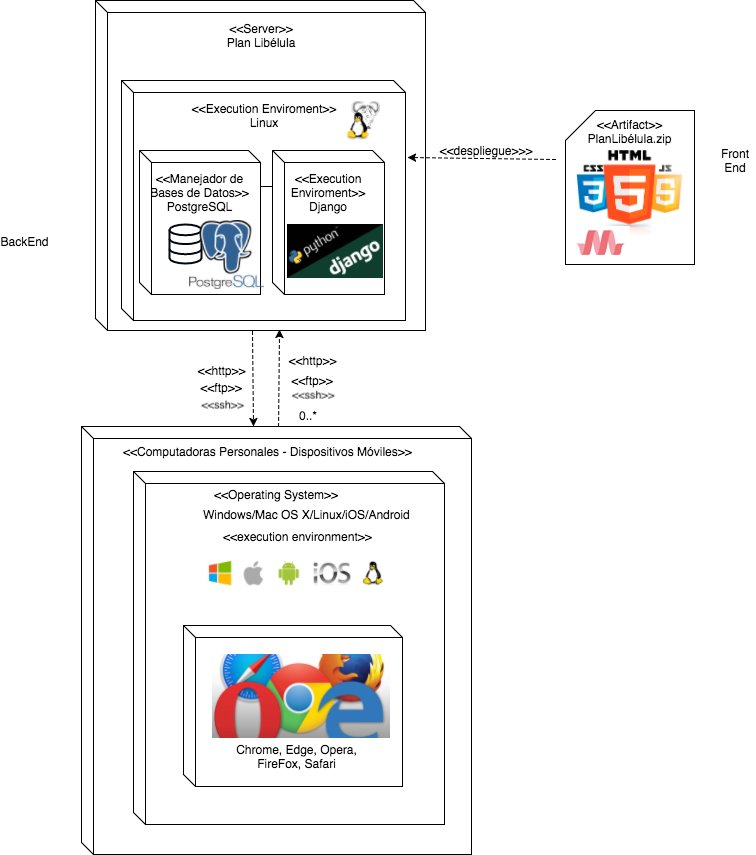 <<Server>>
Plan Libélula
<<Execution Enviroment>>
Linux
<<Manejador de
Bases de Datos>>
PostgreSQL
PostgreSQL
<<Execution
Enviroment>>
Django
python
django
<<despliegue>>>
<<Artifact>>
PlanLibélula.zip
HTML
CSS
JS
3
5
5
Front
End
BackEnd
<<http>>
<<ftp>>
<<ssh>>
<<http>>
<<ftp>>
<<ssh>>
0..*
<<Computadoras Personales - Dispositivos Móviles>>
<<Operating System>>
Windows/Mac OS X/Linux/iOS/Android
<<execution environment>>
iOS
Chrome, Edge, Opera,
FireFox, Safari